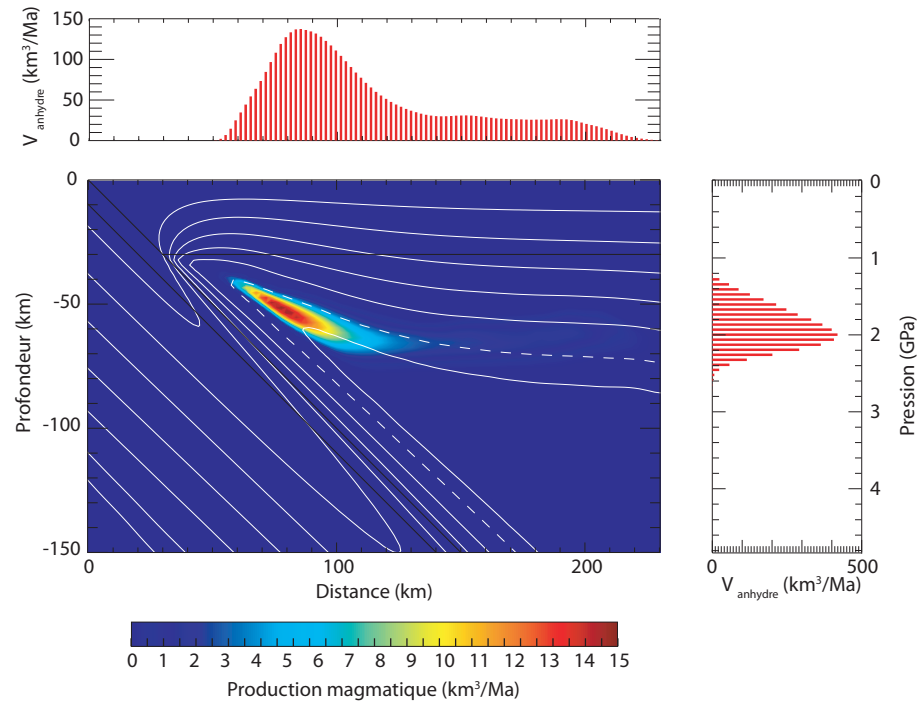 150
100
50
0
V anhydre (km³/Ma)
0
-50
-100
-150
Profondeur (km)
0
100
200
Distance (km)
0
1
2
3
4
Pression (GPa)
0
500
V anhydre (km³/Ma)
0 1 2 3 4 5 6 7 8 9 10 11 12 13 14 15
Production magmatique (km³/Ma)